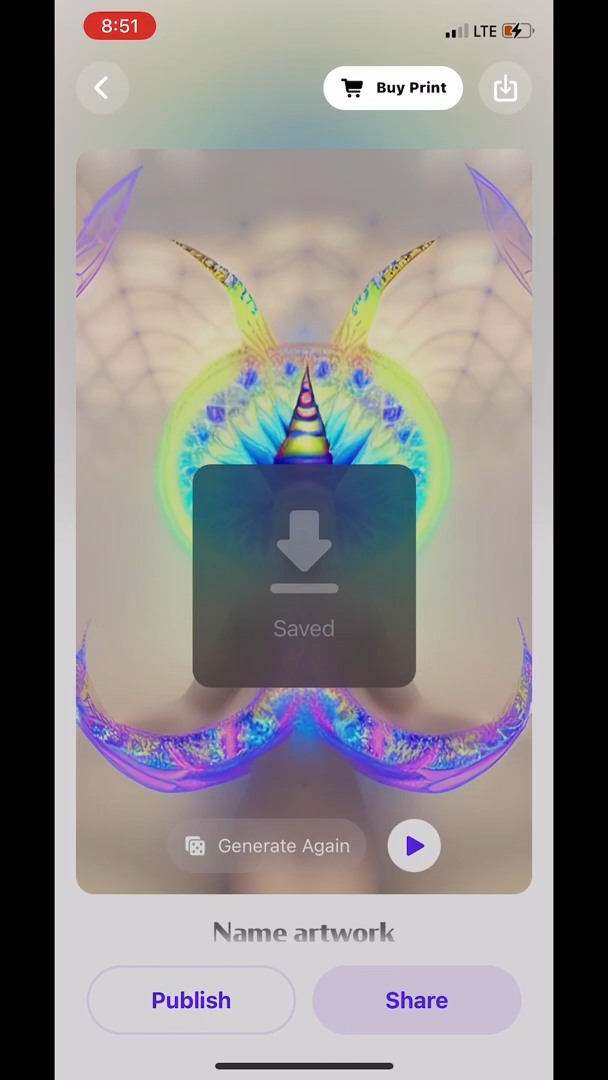 8:51
LTE
Buy Print
Saved
Generate Again
Name artwork
Publish
Share